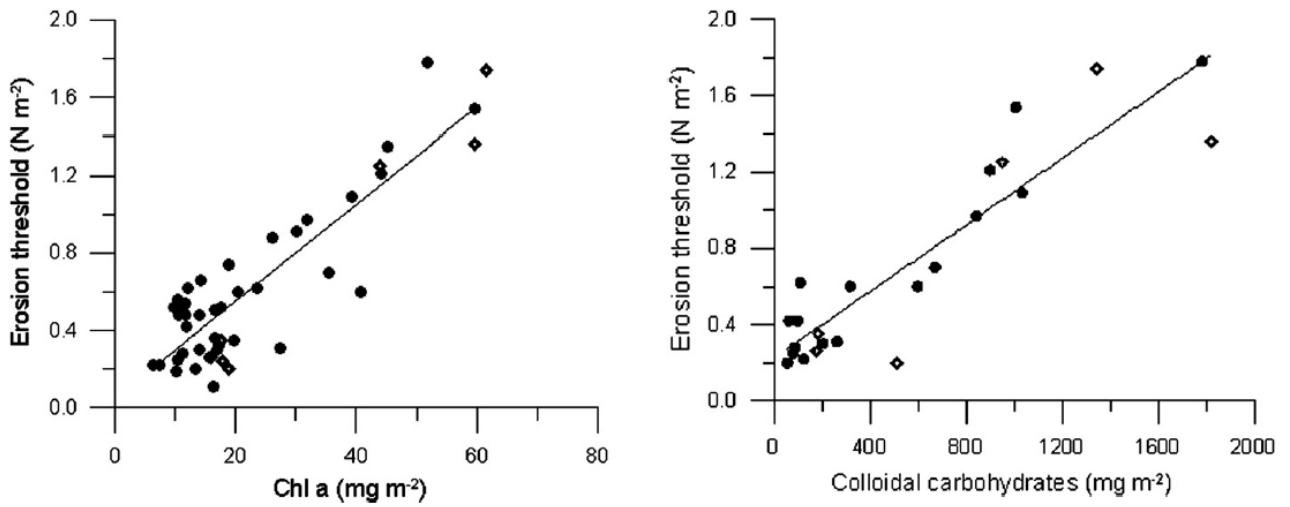 2.0
1.6
1.2
0.8
0.4
0.0
Erosion threshold (N m-2)
0 20 40 60 80
Chl a (mg m-2)
2.0
1.6
1.2
0.8
0.4
0.0
Erosion threshold (N m-2)
0 400 800 1200 1600 2000
Colloidal carbohydrates (mg m-2)